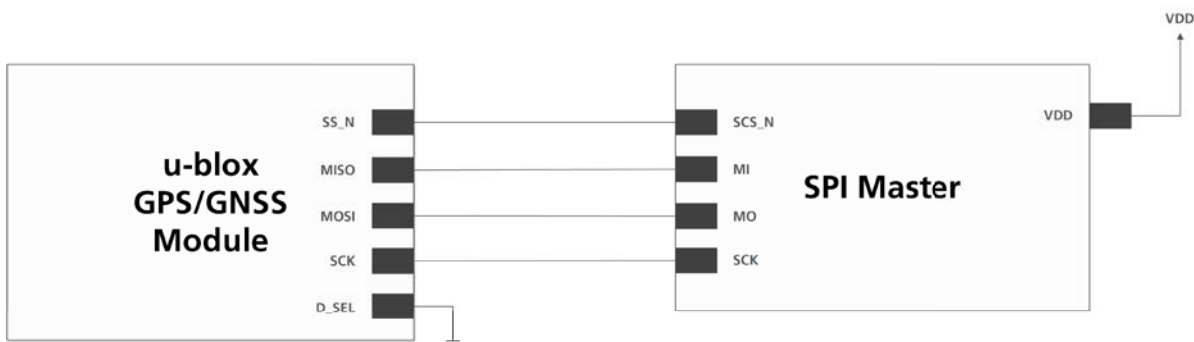 VDD
SS_N
MISO
MOSI
SCK
D_SEL
u-blox
GPS/GNSS
Module
SCS_N
MI
MO
SCK
SPI Master
VDD